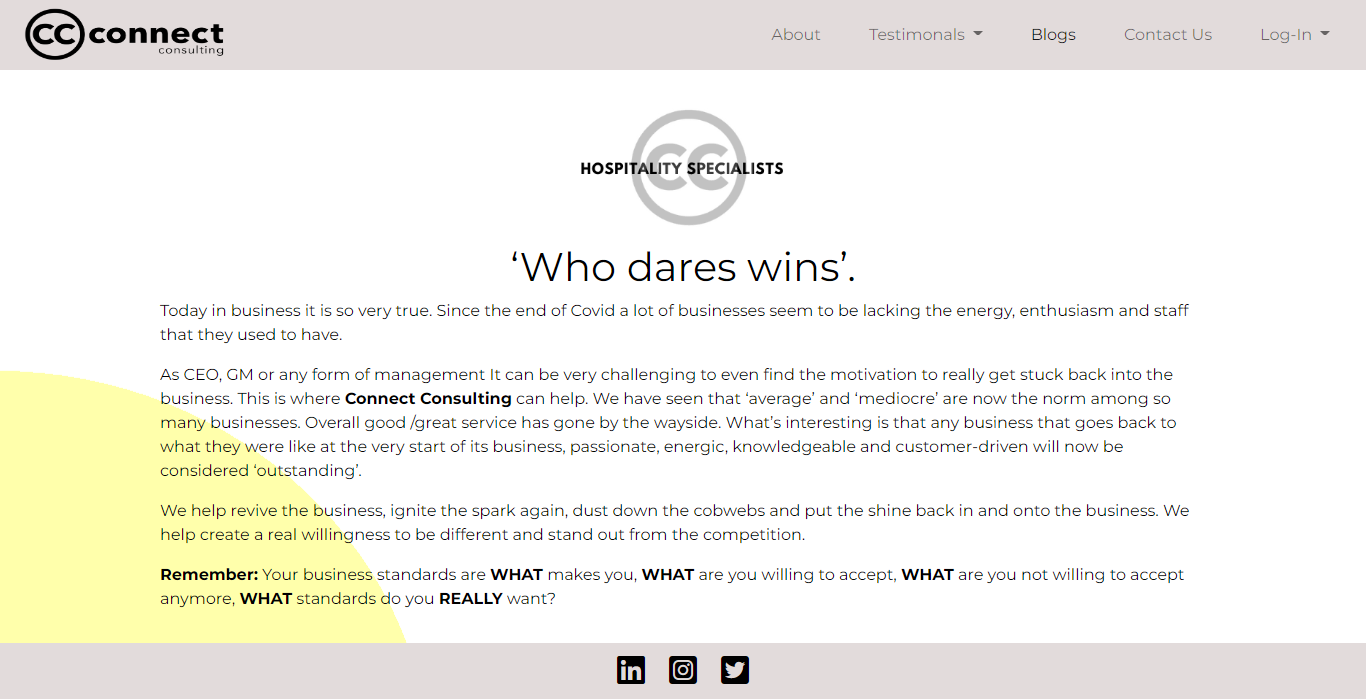 CC connect
consulting
About Testimonials Blogs Contact Us Log-In
CC
HOSPITALITY SPECIALISTS
‘Who dares wins’.
Today in business it is so very true. Since the end of Covid a lot of businesses seem to be lacking the energy, enthusiasm and staff
that they used to have.
As CEO, GM or any form of management It can be very challenging to even find the motivation to really get stuck back into the
business. This is where Connect Consulting can help. We have seen that ‘average’ and ‘mediocre’ are now the norm among so
many businesses. Overall good /great service has gone by the wayside. What’s interesting is that any business that goes back to
what they were like at the very start of its business, passionate, energic, knowledgeable and customer-driven will now be
considered ‘outstanding’.
We help revive the business, ignite the spark again, dust down the cobwebs and put the shine back in and onto the business. We
help create a real willingness to be different and stand out from the competition.
Remember: Your business standards are WHAT makes you, WHAT are you willing to accept, WHAT are you not willing to accept
anymore, WHAT standards do you REALLY want?
in